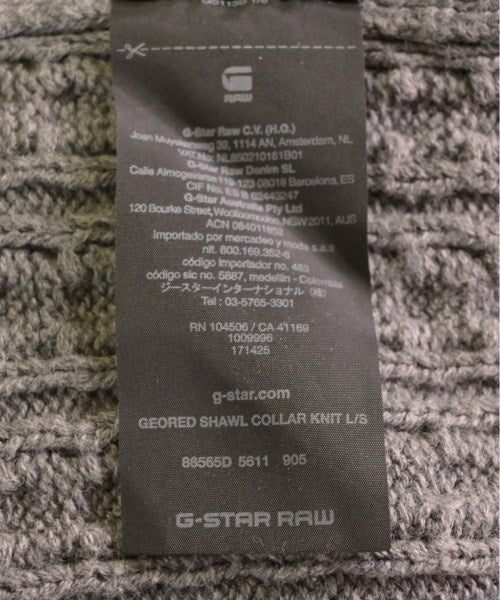 RAW
G-Star Raw C.V. (H.Q.)
Joan Muyskenweg 39, 1114 AN, Amsterdam, NL
VAT.No: NL850210161B01
G-Star Raw Denim SL
Calle Almogavares 119-123 08018 Barcelona, ES
CIF No: ES B 62443247
G-Star Australia Pty Ltd
120 Bourke Street, Woolloomooloo, NSW 2011, AUS
ACN 084011952
importado por mercadeo y moda s.a.s
nit. 800.169.352-6
código importador no. 483
código sic no. 5887, medellin - Colombia
ジースターインターナショナル (株)
Tel : 03-5765-3301
RN 104506 / CA 41169
1009996
171425
g-star.com
GEORED SHAWL COLLAR KNIT L/S
86565D 5611 905
G-STAR RAW